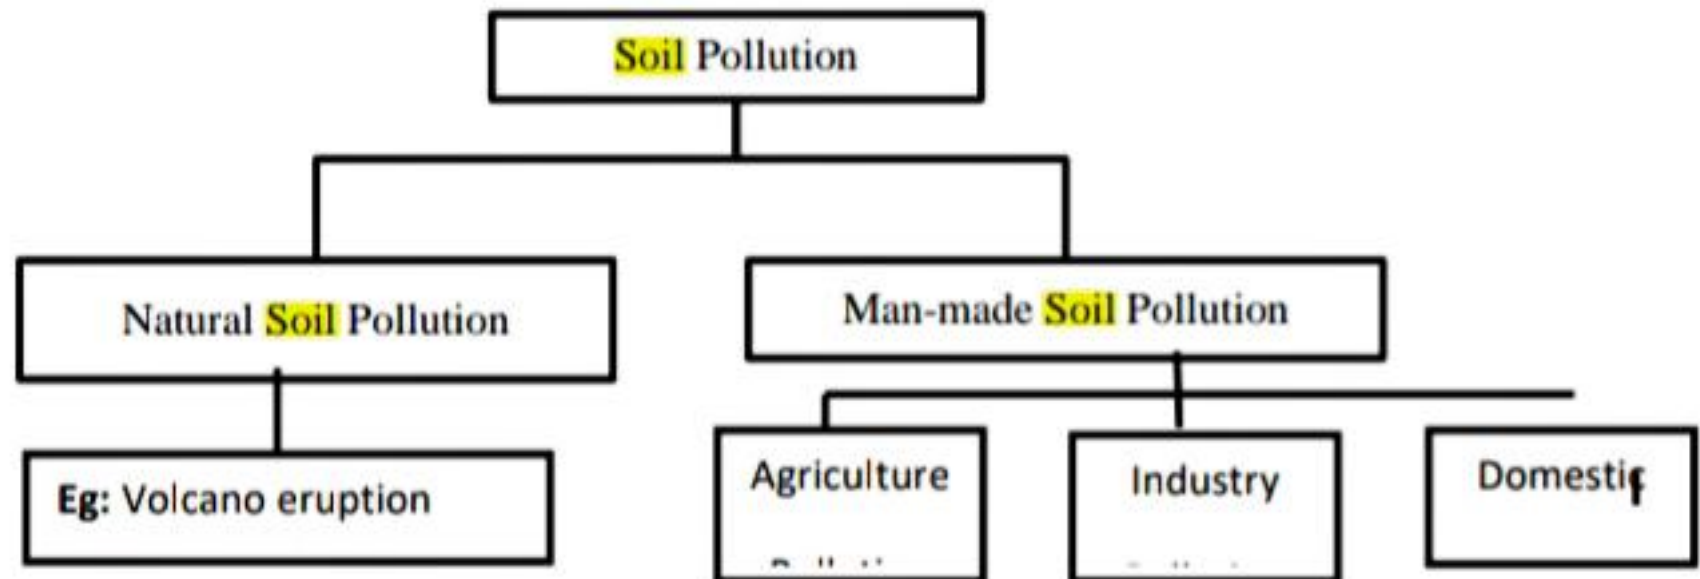 Soil Pollution
Natural Soil Pollution
Man-made Soil Pollution
Eg: Volcano eruption
Agriculture
Industry
Domestic